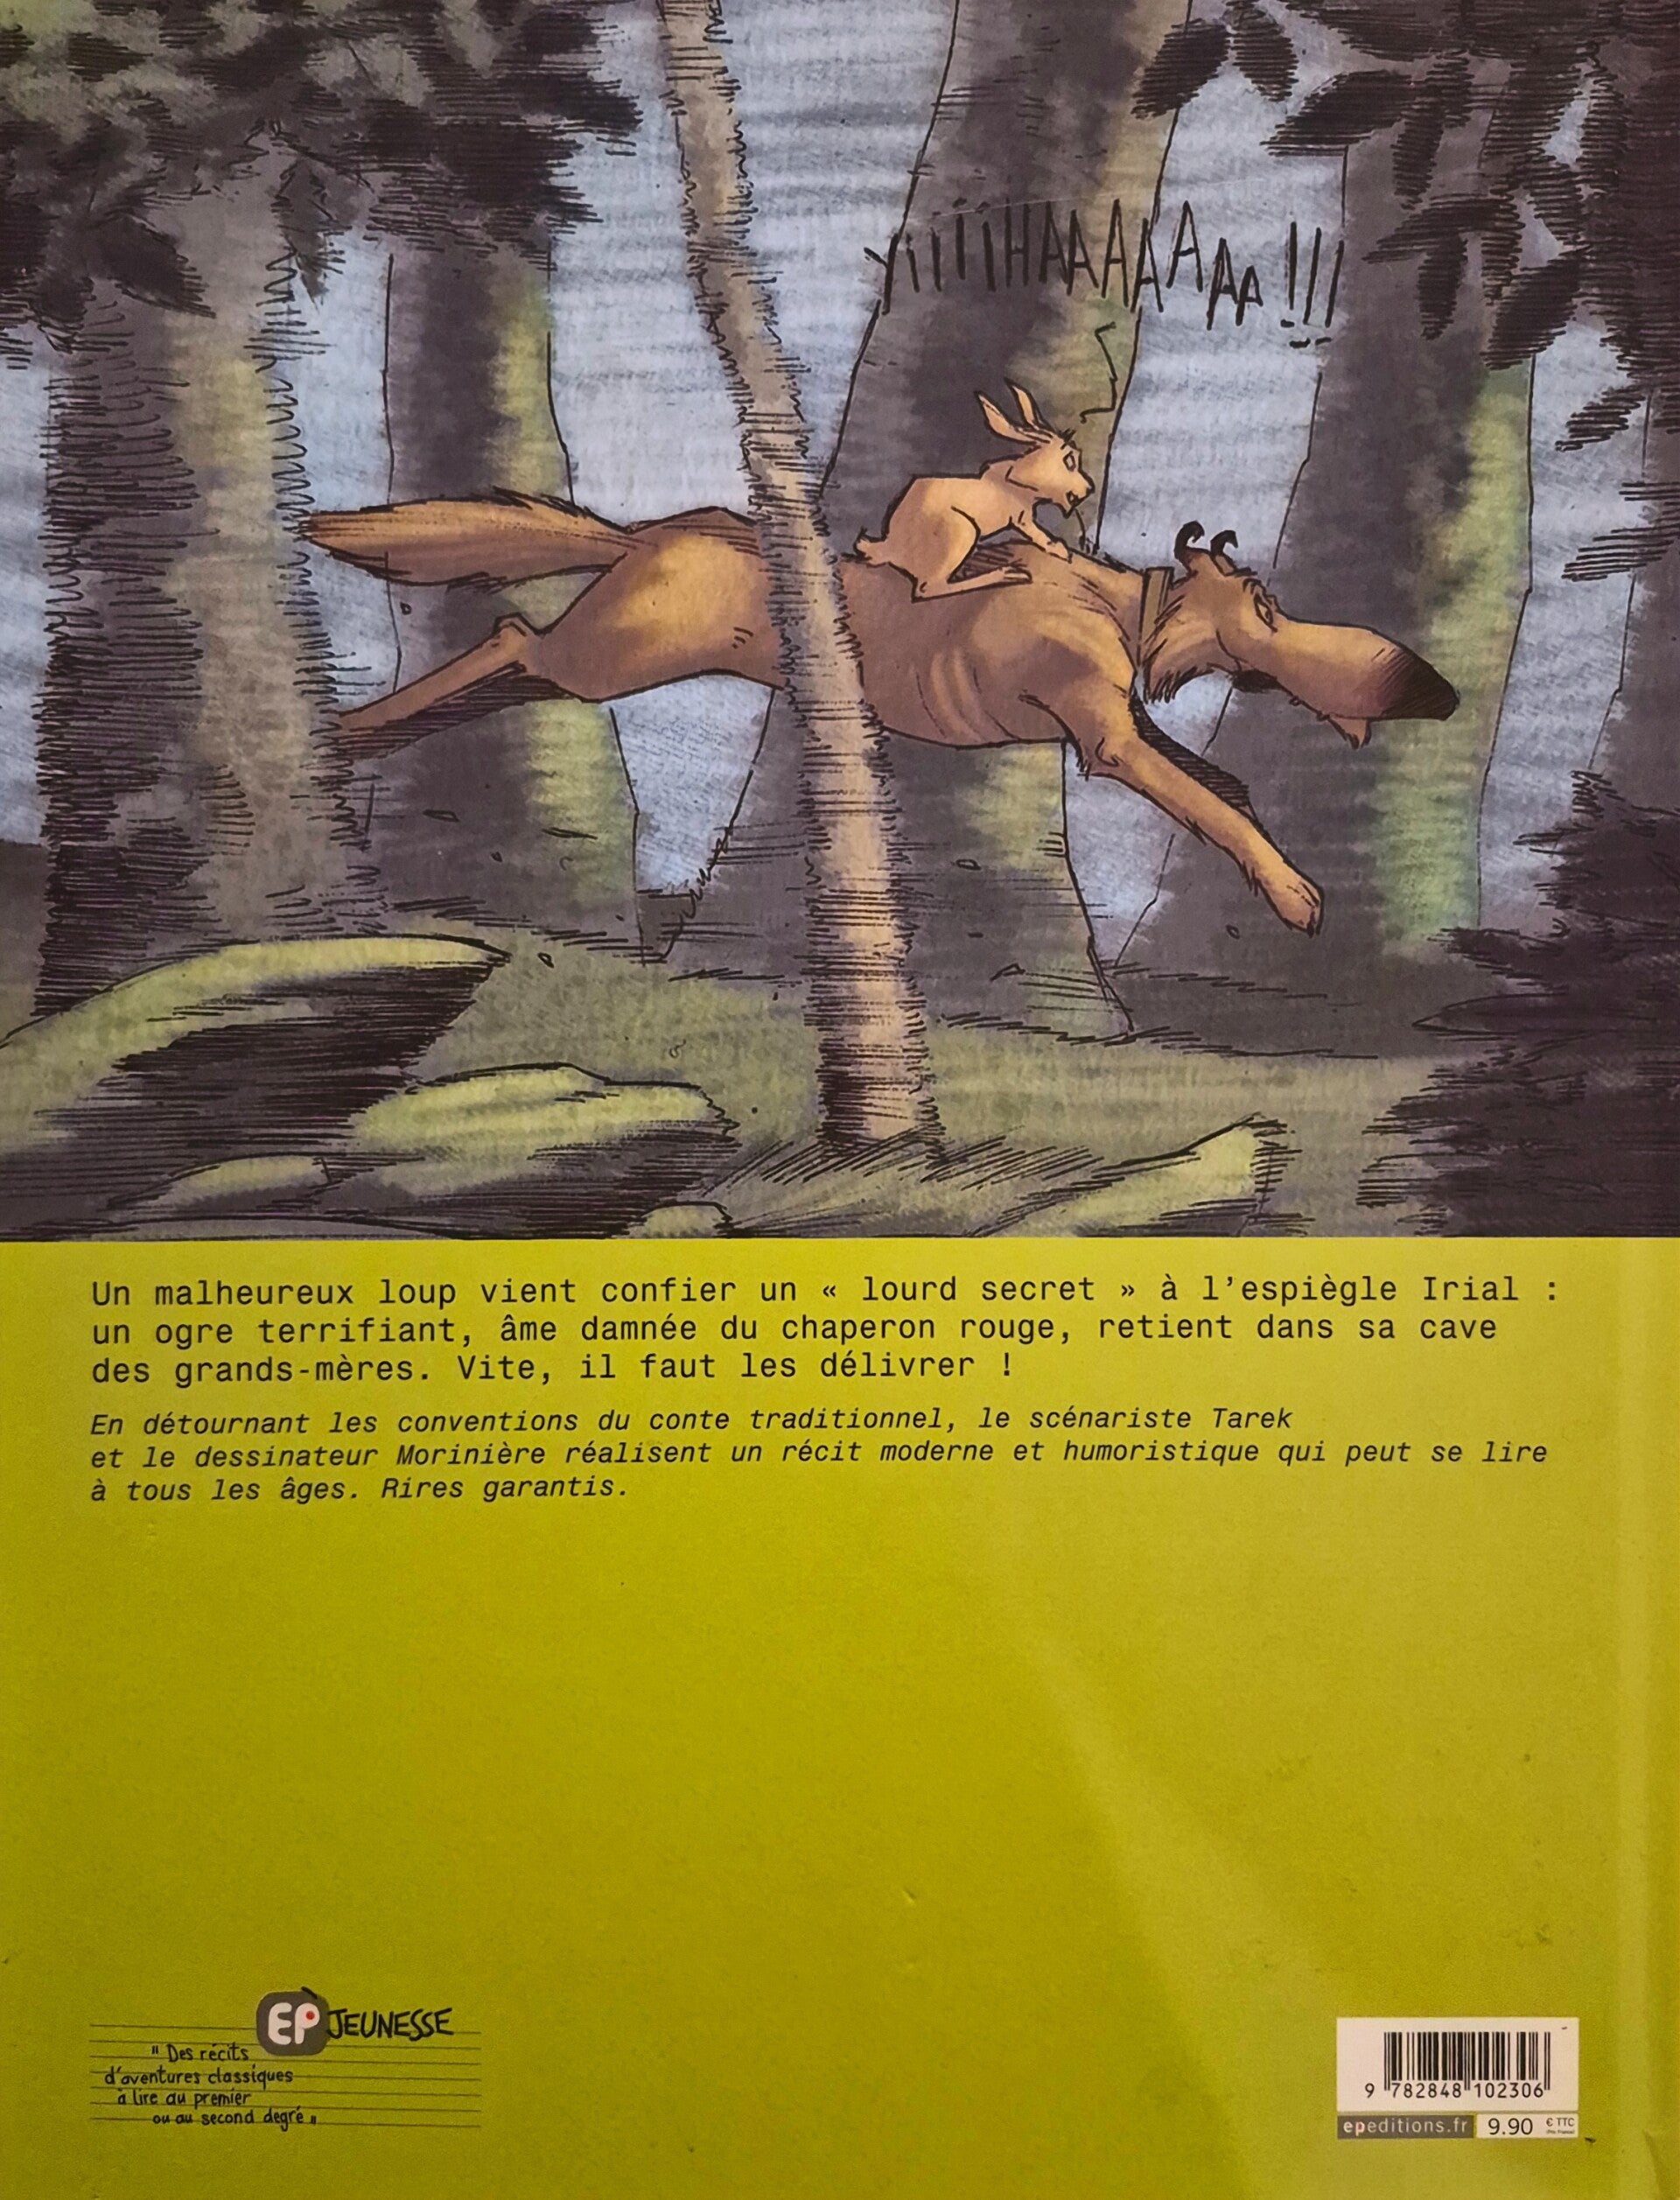 YiiiiiHAAAAAAAA !!!
Un malheureux loup vient confier un « lourd secret » à l'espiègle Irial :
un ogre terrifiant, âme damnée du chaperon rouge, retient dans sa cave
des grands-mères. Vite, il faut les délivrer !
En détournant les conventions du conte traditionnel, le scénariste Tarek
et le dessinateur Morinière réalisent un récit moderne et humoristique qui peut se lire
à tous les âges. Rires garantis.
EP JEUNESSE
" Des récits
d'aventures classiques
à lire au premier
ou au second degré "
9 782848 102306
epeditions.fr 9.90 € TTC